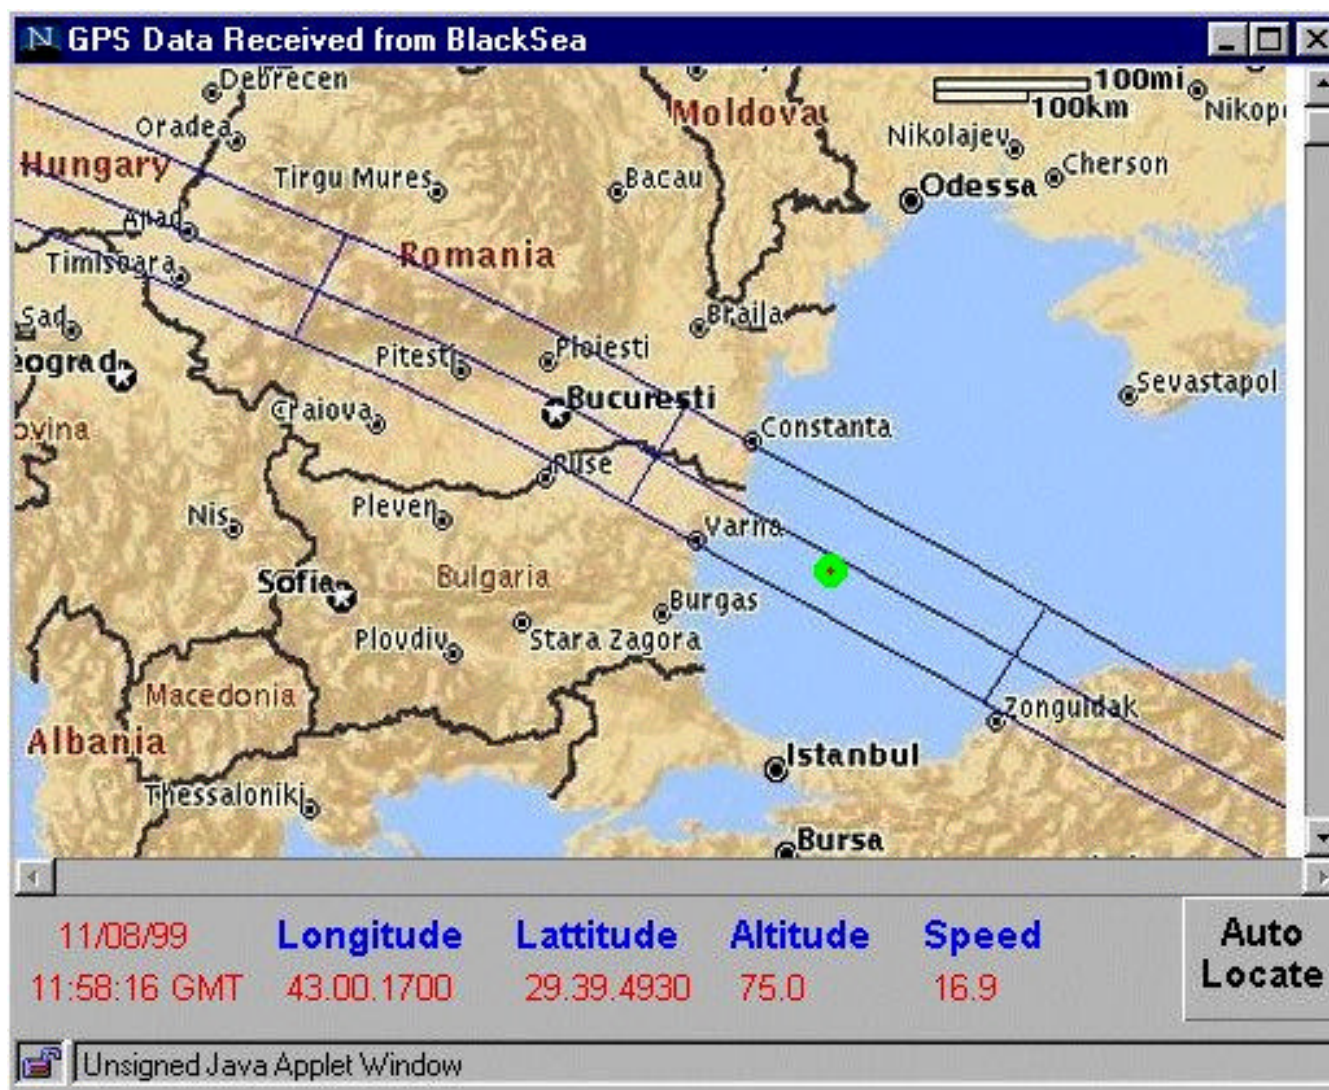 GPS Data Received from BlackSea
Debrecen
100mi
100km
Moldova
Oradea
Nikolajev
Hungary
Tirgu Mures
Bacau
Cherson
Odessa
Arad
Timisoara
Romania
Braila
Sad
Pitesti
Ploiesti
eograd
Sevastapol
Bucuresti
Craiova
ovina
Constanta
Ruse
Pleven
Nis
Varna
Sofia
Bulgaria
Burgas
Plovdiv
Stara Zagora
Macedonia
Zonguldak
Albania
Istanbul
Thessaloniki
Bursa
11/08/99 Longitude Lattitude Altitude Speed Auto
11:58:16 GMT 43.00.1700 29.39.4930 75.0 16.9 Locate
Unsigned Java Applet Window